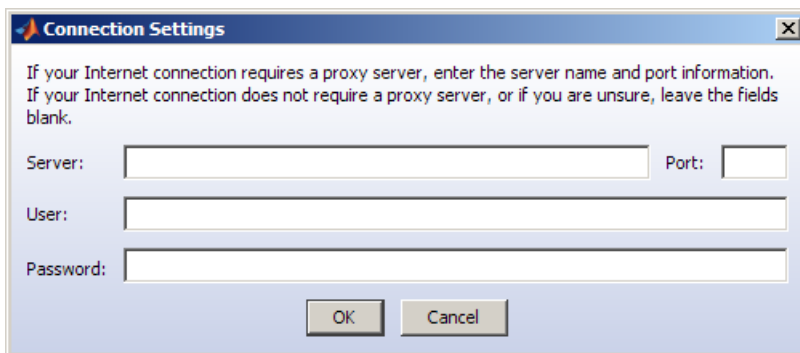 Connection Settings
If your Internet connection requires a proxy server, enter the server name and port information.
If your Internet connection does not require a proxy server, or if you are unsure, leave the fields
blank.
Server: Port:
User:
Password:
OK Cancel